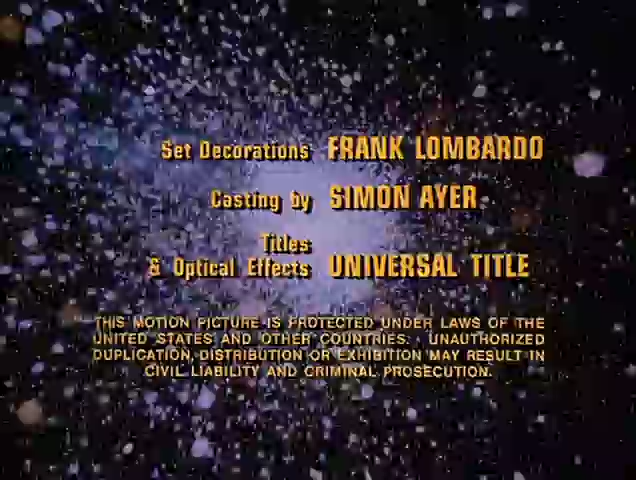 Set Decorations FRANK LOMBARDO
Casting by SIMON AYER
Titles
& Optical Effects UNIVERSAL TITLE
THIS MOTION PICTURE IS PROTECTED UNDER LAWS OF THE
UNITED STATES AND OTHER COUNTRIES. UNAUTHORIZED
DUPLICATION, DISTRIBUTION OR EXHIBITION MAY RESULT IN
CIVIL LIABILITY AND CRIMINAL PROSECUTION.